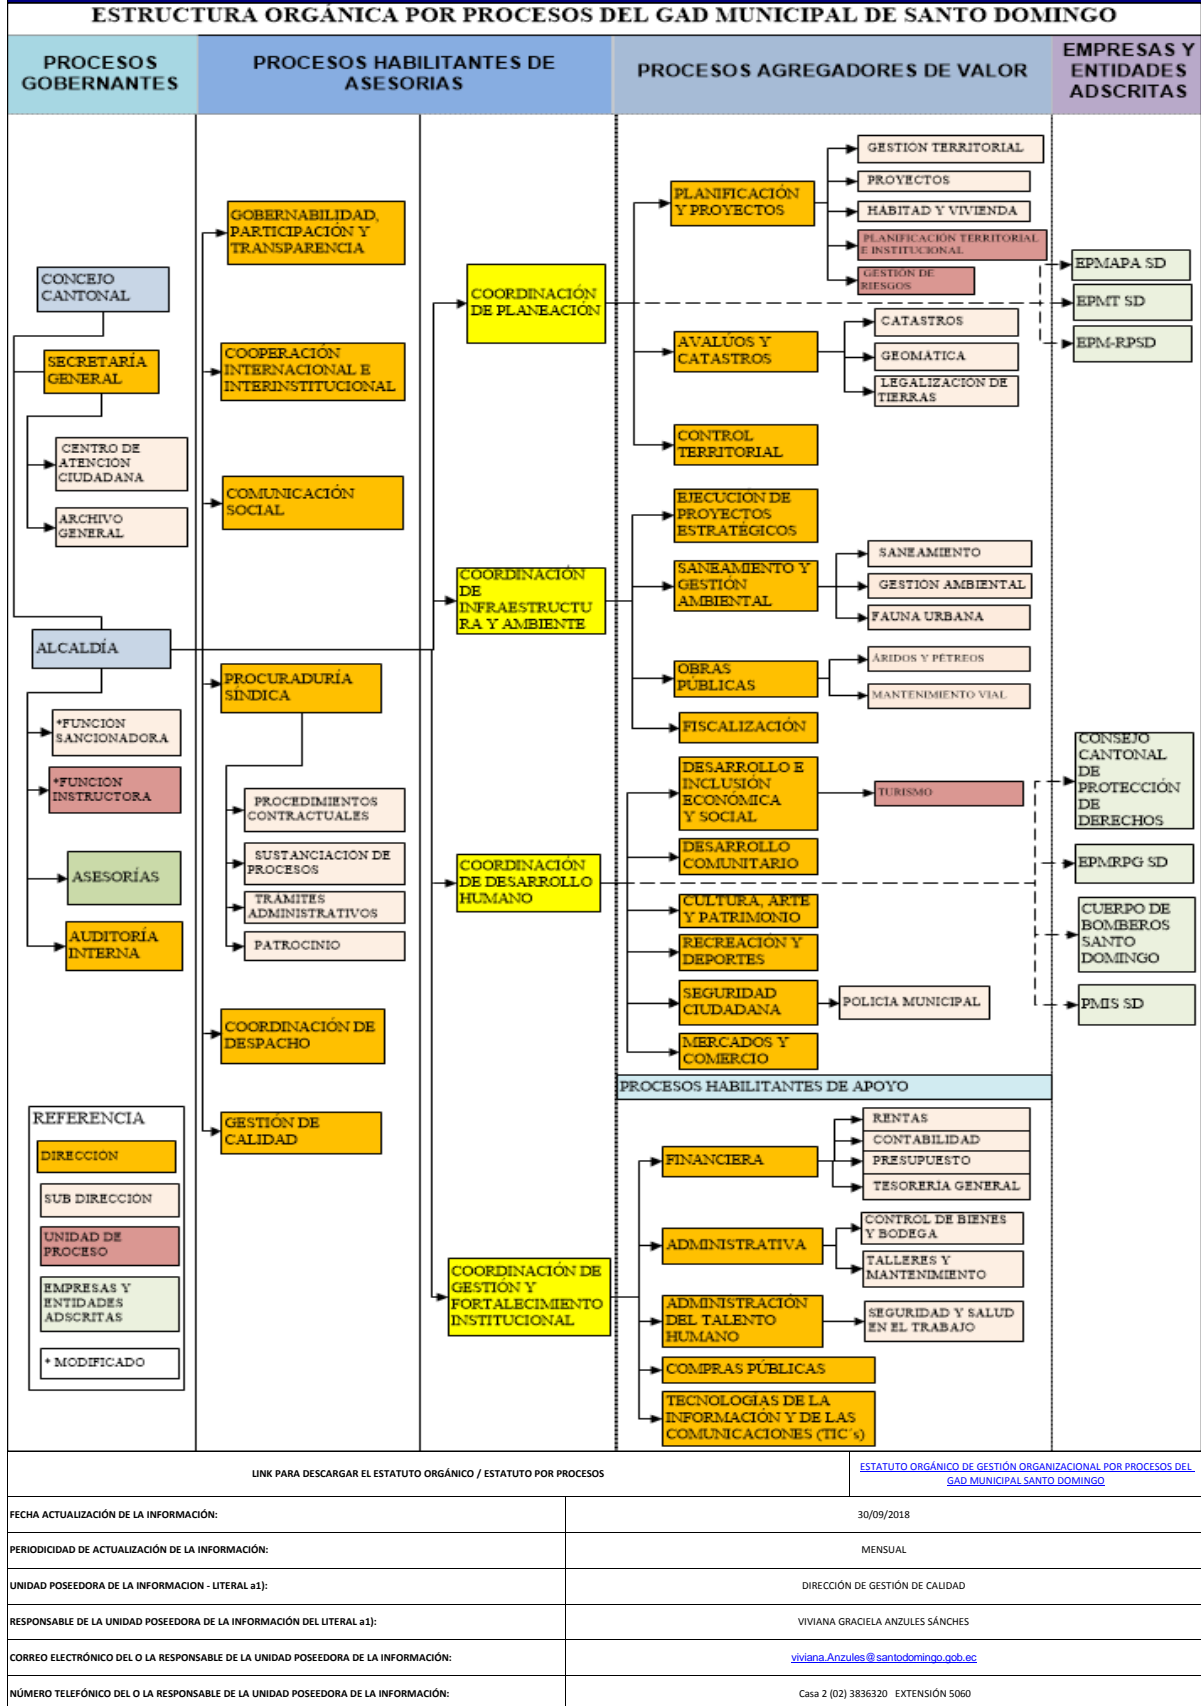 ESTRUCTURA ORGÁNICA POR PROCESOS DEL GAD MUNICIPAL DE SANTO DOMINGO
PROCESOS
GOBERNANTES
PROCESOS HABILITANTES DE
ASESORIAS
PROCESOS AGREGADORES DE VALOR
EMPRESAS Y
ENTIDADES
ADSCRITAS
CONCEJO
CANTONAL
SECRETARÍA
GENERAL
CENTRO DE
ATENCIÓN
CIUDADANA
ARCHIVO
GENERAL
ALCALDÍA
*FUNCIÓN
SANCIONADORA
*FUNCIÓN
INSTRUCTORA
ASESORÍAS
AUDITORÍA
INTERNA
REFERENCIA
DIRECCIÓN
SUB DIRECCIÓN
UNIDAD DE
PROCESO
EMPRESAS Y
ENTIDADES
ADSCRITAS
* MODIFICADO
GOBERNABILIDAD,
PARTICIPACIÓN Y
TRANSPARENCIA
COOPERACIÓN
INTERNACIONAL E
INTERINSTITUCIONAL
COMUNICACIÓN
SOCIAL
PROCURADURÍA
SÍNDICA
PROCEDIMIENTOS
CONTRACTUALES
SUSTANCIACIÓN DE
PROCESOS
TRAMITES
ADMINISTRATIVOS
PATROCINIO
COORDINACIÓN DE
DESPACHO
GESTIÓN DE
CALIDAD
COORDINACIÓN
DE PLANEACIÓN
COORDINACIÓN
DE
INFRAESTRUCTU
RA Y AMBIENTE
COORDINACIÓN
DE DESARROLLO
HUMANO
COORDINACIÓN DE
GESTIÓN Y
FORTALECIMIENTO
INSTITUCIONAL
PLANIFICACIÓN
Y PROYECTOS
GESTIÓN TERRITORIAL
PROYECTOS
HABITAD Y VIVIENDA
PLANIFICACIÓN TERRITORIAL
E INSTITUCIONAL
GESTIÓN DE
RIESGOS
AVALÚOS Y
CATASTROS
CATASTROS
GEOMÁTICA
LEGALIZACIÓN DE
TIERRAS
CONTROL
TERRITORIAL
EJECUCIÓN DE
PROYECTOS
ESTRATÉGICOS
SANEAMIENTO Y
GESTIÓN
AMBIENTAL
SANEAMIENTO
GESTIÓN AMBIENTAL
FAUNA URBANA
OBRAS
PÚBLICAS
ÁRIDOS Y PÉTREOS
MANTENIMIENTO VIAL
FISCALIZACIÓN
DESARROLLO E
INCLUSIÓN
ECONÓMICA
Y SOCIAL
TURISMO
DESARROLLO
COMUNITARIO
CULTURA, ARTE
Y PATRIMONIO
RECREACIÓN Y
DEPORTES
SEGURIDAD
CIUDADANA
POLICIA MUNICIPAL
MERCADOS Y
COMERCIO
PROCESOS HABILITANTES DE APOYO
FINANCIERA
RENTAS
CONTABILIDAD
PRESUPUESTO
TESORERIA GENERAL
ADMINISTRATIVA
CONTROL DE BIENES
Y BODEGA
TALLERES Y
MANTENIMIENTO
ADMINISTRACIÓN
DEL TALENTO
HUMANO
SEGURIDAD Y SALUD
EN EL TRABAJO
COMPRAS PÚBLICAS
TECNOLOGÍAS DE LA
INFORMACIÓN Y DE LAS
COMUNICACIONES (TIC´s)
EPMAPA SD
EPMT SD
EPM-RPSD
CONSEJO
CANTONAL
DE
PROTECCIÓN
DE
DERECHOS
EPMRPG SD
CUERPO DE
BOMBEROS
SANTO
DOMINGO
PMIS SD
LINK PARA DESCARGAR EL ESTATUTO ORGÁNICO / ESTATUTO POR PROCESOS
ESTATUTO ORGÁNICO DE GESTIÓN ORGANIZACIONAL POR PROCESOS DEL
GAD MUNICIPAL SANTO DOMINGO
FECHA ACTUALIZACIÓN DE LA INFORMACIÓN: 30/09/2018
PERIODICIDAD DE ACTUALIZACIÓN DE LA INFORMACIÓN: MENSUAL
UNIDAD POSEEDORA DE LA INFORMACION - LITERAL a1): DIRECCIÓN DE GESTIÓN DE CALIDAD
RESPONSABLE DE LA UNIDAD POSEEDORA DE LA INFORMACIÓN DEL LITERAL a1): VIVIANA GRACIELA ANZULES SÁNCHES
CORREO ELECTRÓNICO DEL O LA RESPONSABLE DE LA UNIDAD POSEEDORA DE LA INFORMACIÓN: viviana.Anzules@santodomingo.gob.ec
NÚMERO TELEFÓNICO DEL O LA RESPONSABLE DE LA UNIDAD POSEEDORA DE LA INFORMACIÓN: Casa 2 (02) 3836320 EXTENSIÓN 5060